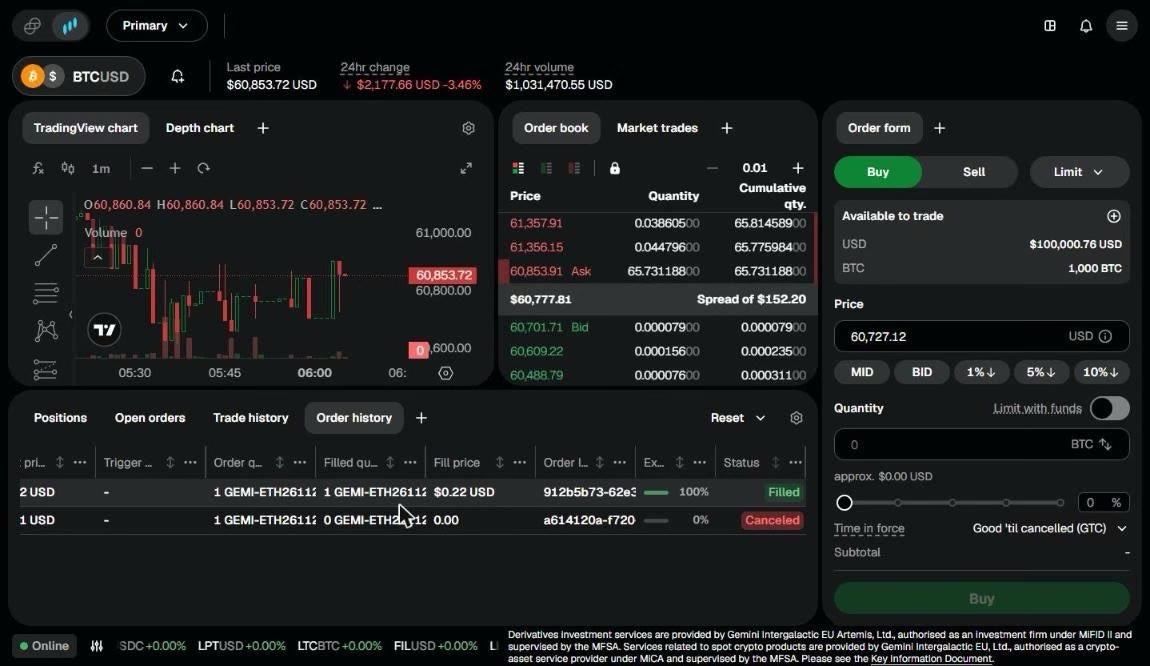 Primary
BTCUSD
Last price
$60,853.72 USD
24hr change
↓ $2,177.66 USD -3.46%
24hr volume
$1,031,470.55 USD
TradingView chart Depth chart +
1m
O60,860.84 H60,860.84 L60,853.72 C60,853.72 ...
Volume 0
61,000.00
60,853.72
60,800.00
0
,600.00
05:30 05:45 06:00 06:
Order book Market trades +
0.01
Price Quantity Cumulative qty.
61,357.91 0.03860500 65.81458900
61,356.15 0.04479600 65.77598400
60,853.91 Ask 65.73118800 65.73118800
$60,777.81 Spread of $152.20
60,701.71 Bid 0.00007900 0.00007900
60,609.22 0.00015600 0.00023500
60,488.79 0.00007600 0.00031100
Order form +
Buy Sell Limit
Available to trade
USD $100,000.76 USD
BTC 1,000 BTC
Price
60,727.12 USD
MID BID 1%↓ 5%↓ 10%↓
Quantity Limit with funds
0 BTC
approx. $0.00 USD
0 %
Time in force Good 'til cancelled (GTC)
Subtotal -
Buy
Positions Open orders Trade history Order history + Reset
pri... Trigger ... Order q... Filled qu... Fill price Order I... Ex... Status
2 USD - 1 GEMI-ETH26112 1 GEMI-ETH26112 $0.22 USD 912b5b73-62e3 100% Filled
1 USD - 1 GEMI-ETH26112 0 GEMI-ETH 12 0.00 a614120a-f720 0% Canceled
Online SDC +0.00% LPTUSD +0.00% LTCBTC +0.00% FILUSD +0.00% L
Derivatives investment services are provided by Gemini Intergalactic EU Artemis, Ltd., authorised as an investment firm under MiFID II and
supervised by the MFSA. Services related to spot crypto products are provided by Gemini Intergalactic EU, Ltd., authorised as a crypto-
asset service provider under MiCA and supervised by the MFSA. Please see the Key Information Document.